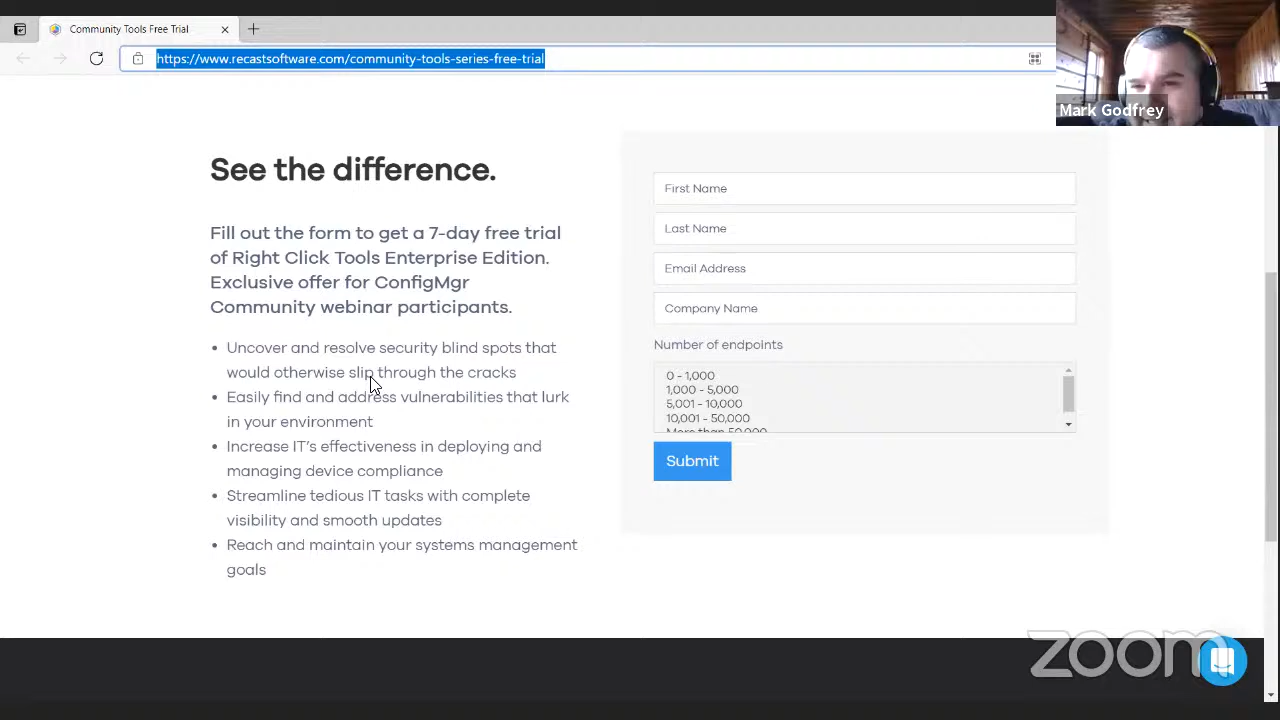 Community Tools Free Trial
https://www.recastsoftware.com/community-tools-series-free-trial
Mark Godfrey
See the difference.
Fill out the form to get a 7-day free trial
of Right Click Tools Enterprise Edition.
Exclusive offer for ConfigMgr
Community webinar participants.
• Uncover and resolve security blind spots that
would otherwise slip through the cracks
• Easily find and address vulnerabilities that lurk
in your environment
• Increase IT's effectiveness in deploying and
managing device compliance
• Streamline tedious IT tasks with complete
visibility and smooth updates
• Reach and maintain your systems management
goals
First Name
Last Name
Email Address
Company Name
Number of endpoints
0 - 1,000
1,000 - 5,000
5,001 - 10,000
10,001 - 50,000
More than 50,000
Submit
zoom